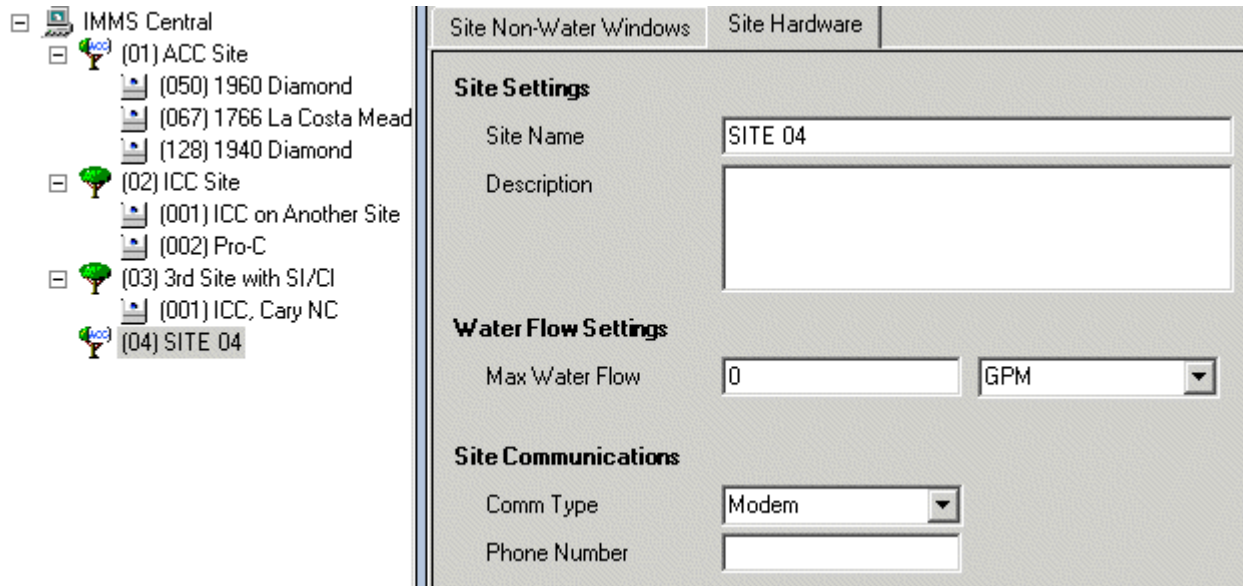 IMMS Central
(01) ACC Site
(050) 1960 Diamond
(067) 1766 La Costa Mead
(128) 1940 Diamond
(02) ICC Site
(001) ICC on Another Site
(002) Pro-C
(03) 3rd Site with SI/CI
(001) ICC, Cary NC
(04) SITE 04
Site Non-Water Windows
Site Hardware
Site Settings
Site Name SITE 04
Description
Water Flow Settings
Max Water Flow 0 GPM
Site Communications
Comm Type Modem
Phone Number